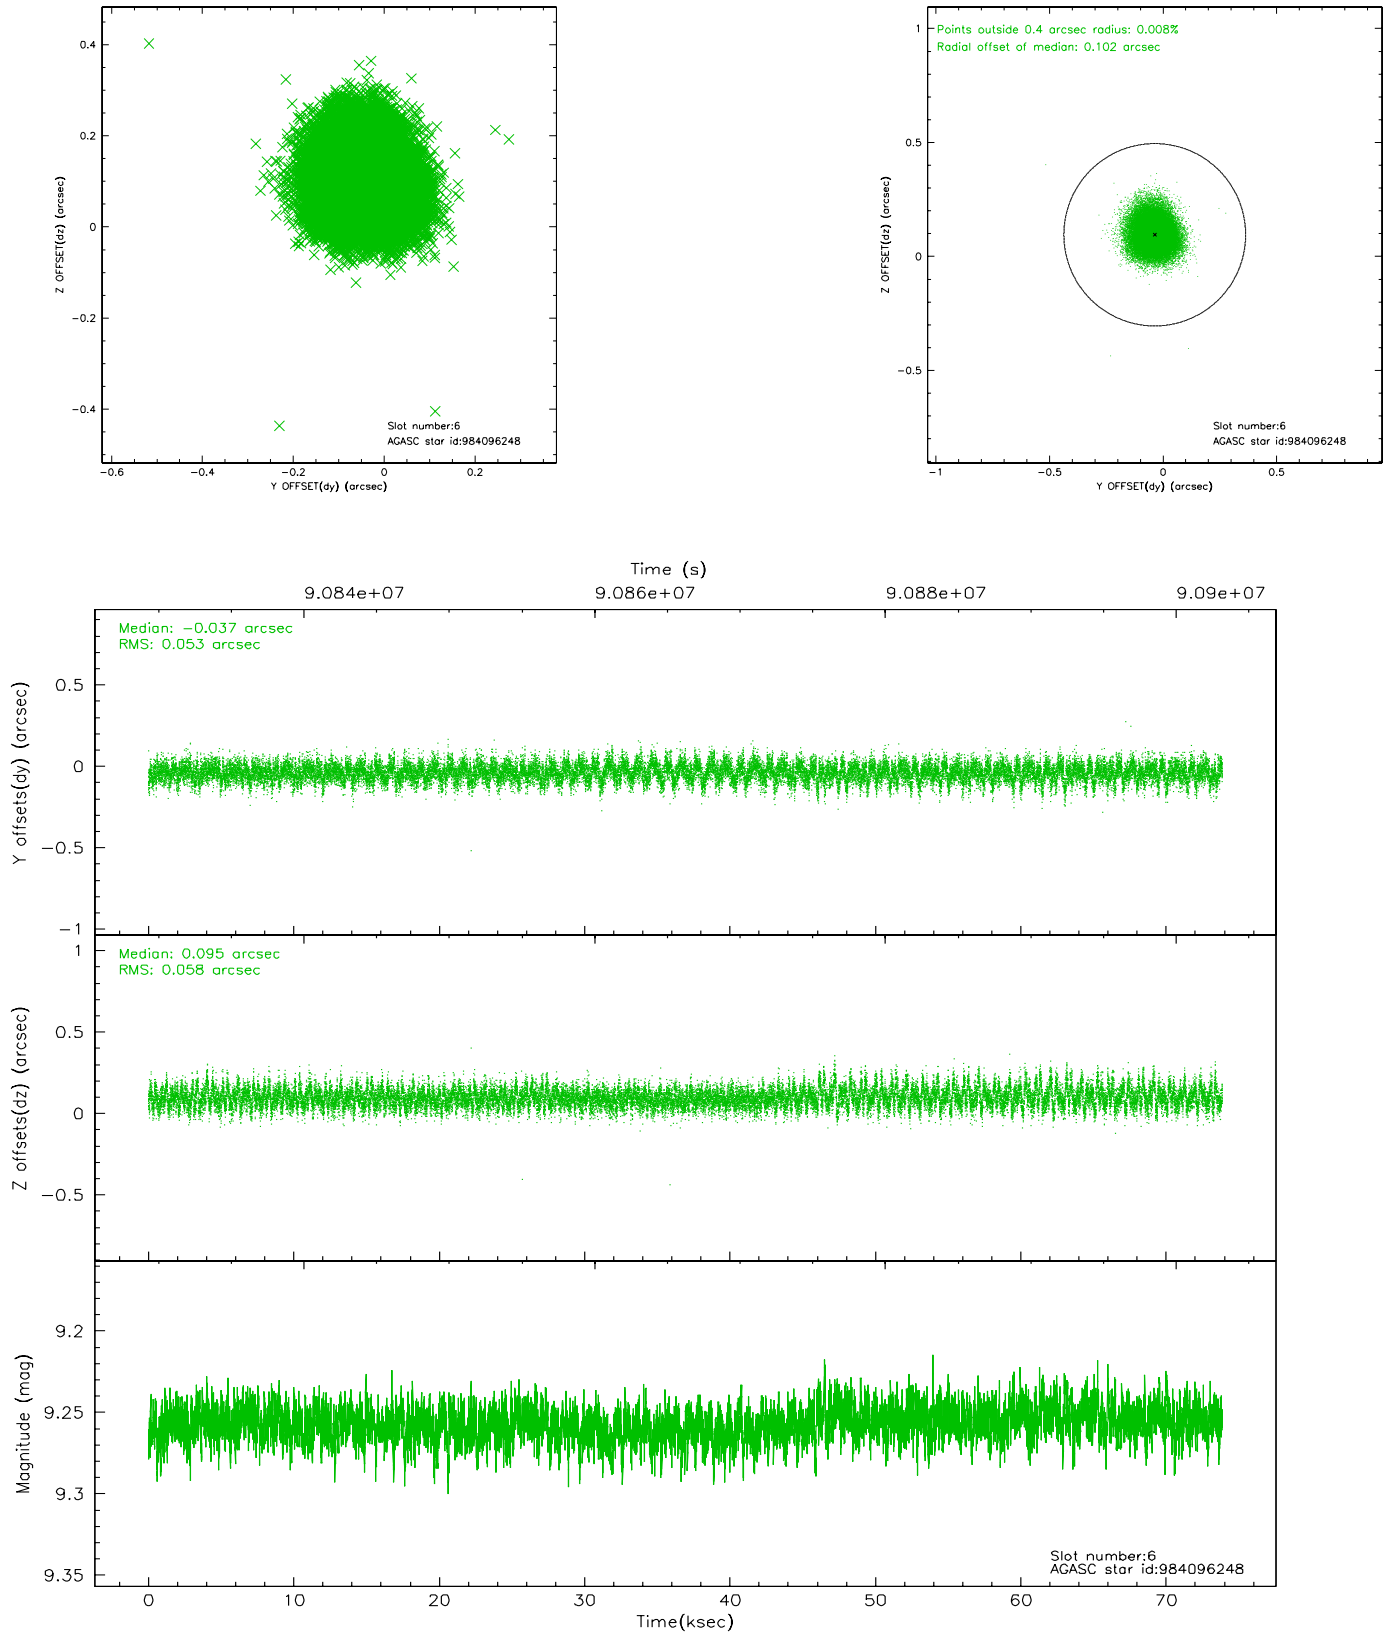 0.4
0.2
0
−0.2
−0.4
Z OFFSET(dz) (arcsec)
−0.6
−0.4
−0.2
0
0.2
Y OFFSET(dy) (arcsec)
Slot number:6
AGASC star id:984096248
Points outside 0.4 arcsec radius: 0.008%
Radial offset of median: 0.102 arcsec
1
0.5
0
−0.5
Z OFFSET(dz) (arcsec)
−1
−0.5
0
0.5
Y OFFSET(dy) (arcsec)
Slot number:6
AGASC star id:984096248
Time (s)
9.084e+07
9.086e+07
9.088e+07
9.09e+07
Median: −0.037 arcsec
RMS: 0.053 arcsec
0.5
0
−0.5
−1
Y offsets(dy) (arcsec)
Median: 0.095 arcsec
RMS: 0.058 arcsec
1
0.5
0
−0.5
Z offsets(dz) (arcsec)
9.2
9.25
9.3
9.35
Magnitude (mag)
Slot number:6
AGASC star id:984096248
0
10
20
30
40
50
60
70
Time(ksec)